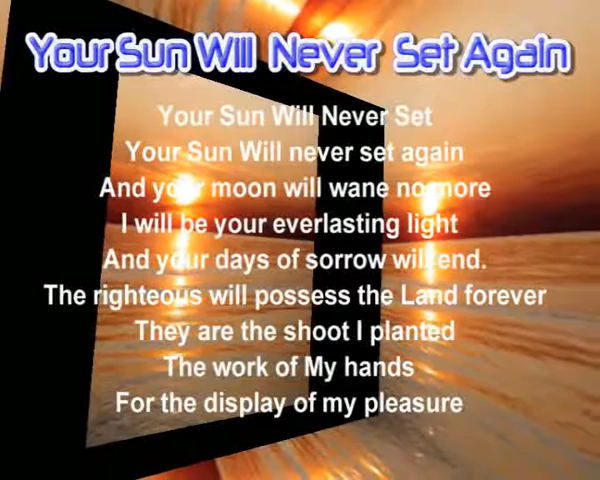 Your Sun Will Never Set Again
Your Sun Will Never Set
Your Sun Will never set again
And your moon will wane no more
I will be your everlasting light
And your days of sorrow will end.
The righteous will possess the Land forever
They are the shoot I planted
The work of My hands
For the display of my pleasure